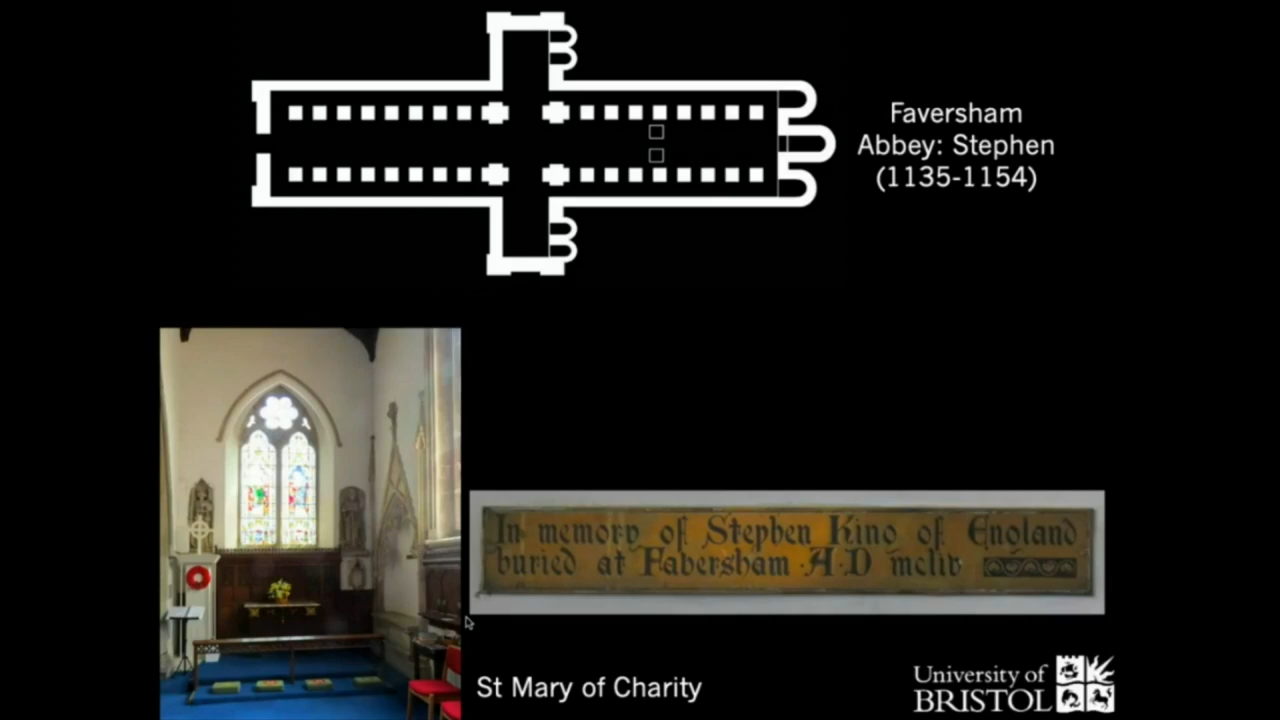 Faversham
Abbey: Stephen
(1135-1154)
In memory of Stephen King of England
buried at Faversham A·D mcliv
St Mary of Charity
University of
BRISTOL